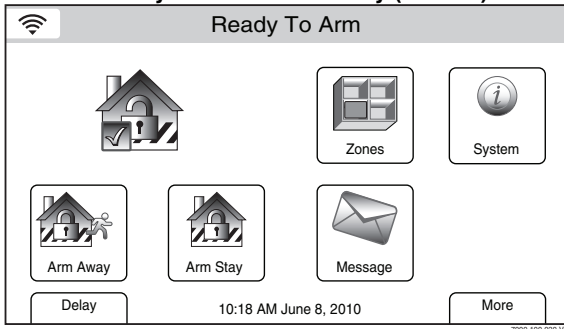 Ready To Arm
Zones
System
Arm Away
Arm Stay
Message
Delay
10:18 AM June 8, 2010
More